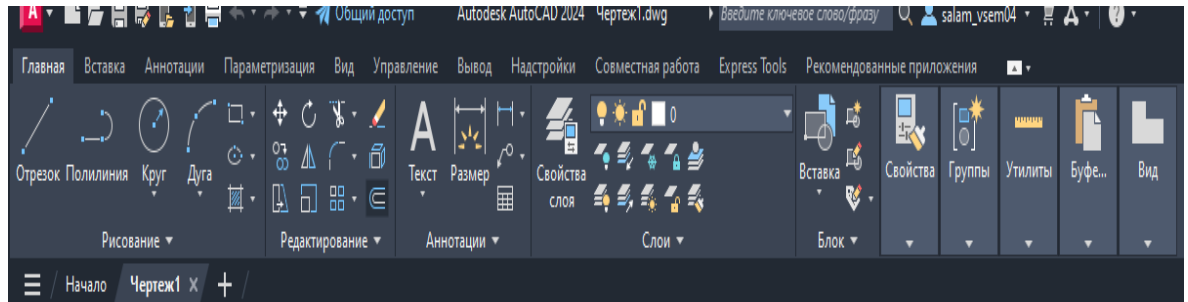 A Общий доступ Autodesk AutoCAD 2024 Чертеж1.dwg Введите ключевое слово/фразу salam_vsem04 ?
Главная Вставка Аннотации Параметризация Вид Управление Вывод Надстройки Совместная работа Express Tools Рекомендованные приложения
Отрезок Полилиния Круг Дуга
A
Текст Размер
Свойства
слоя
0
Вставка
Свойства Группы Утилиты Буфе... Вид
Рисование Редактирование Аннотации Слои Блок
Начало Чертеж1 X +